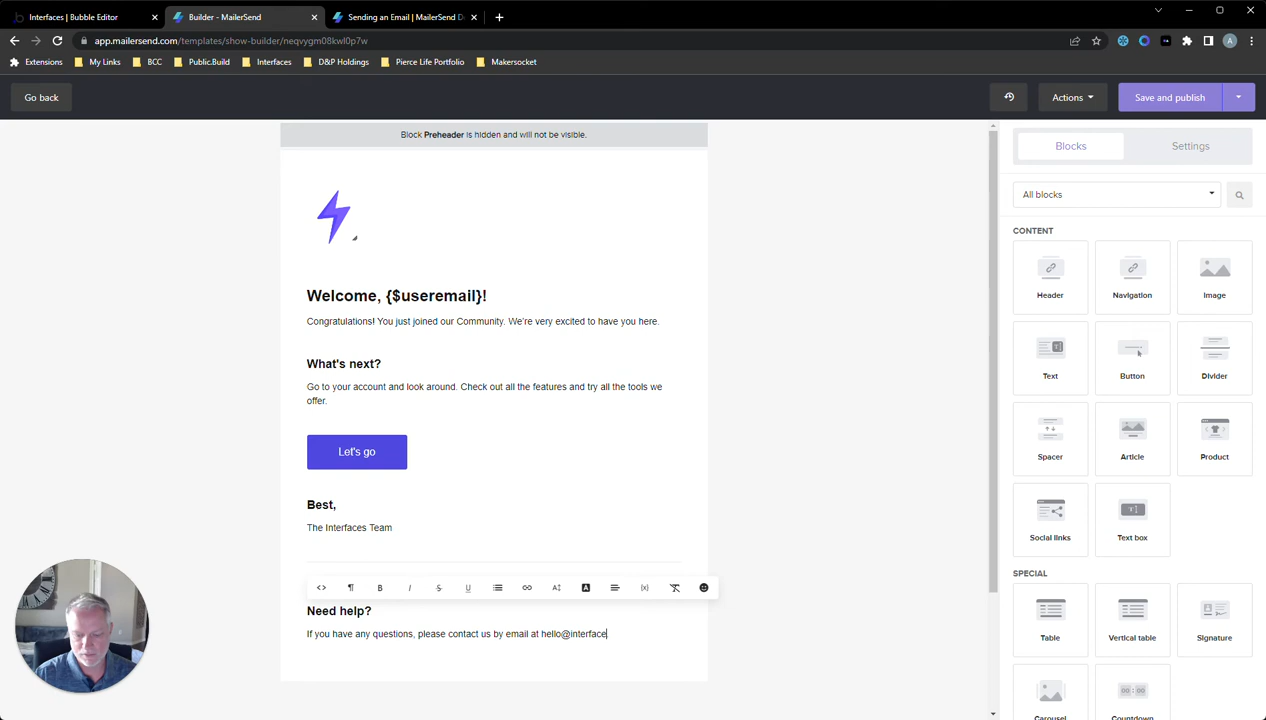 Interfaces | Bubble Editor
Builder - MailerSend
Sending an Email | MailerSend D
app.mailersend.com/templates/show-builder/neqvygm08kwl0p7w
A
Extensions
My Links
BCC
Public.Build
Interfaces
D&P Holdings
Pierce Life Portfolio
Makersocket
Go back
Actions
Save and publish
Block Preheader is hidden and will not be visible.
Blocks
Settings
All blocks
CONTENT
Header
Navigation
Image
Text
Button
Divider
Spacer
Article
Product
Social links
Text box
SPECIAL
Table
Vertical table
Signature
Carousel
Countdown
Welcome, {$useremail}!
Congratulations! You just joined our Community. We're very excited to have you here.
What's next?
Go to your account and look around. Check out all the features and try all the tools we
offer.
Let's go
Best,
The Interfaces Team
Need help?
If you have any questions, please contact us by email at hello@interface